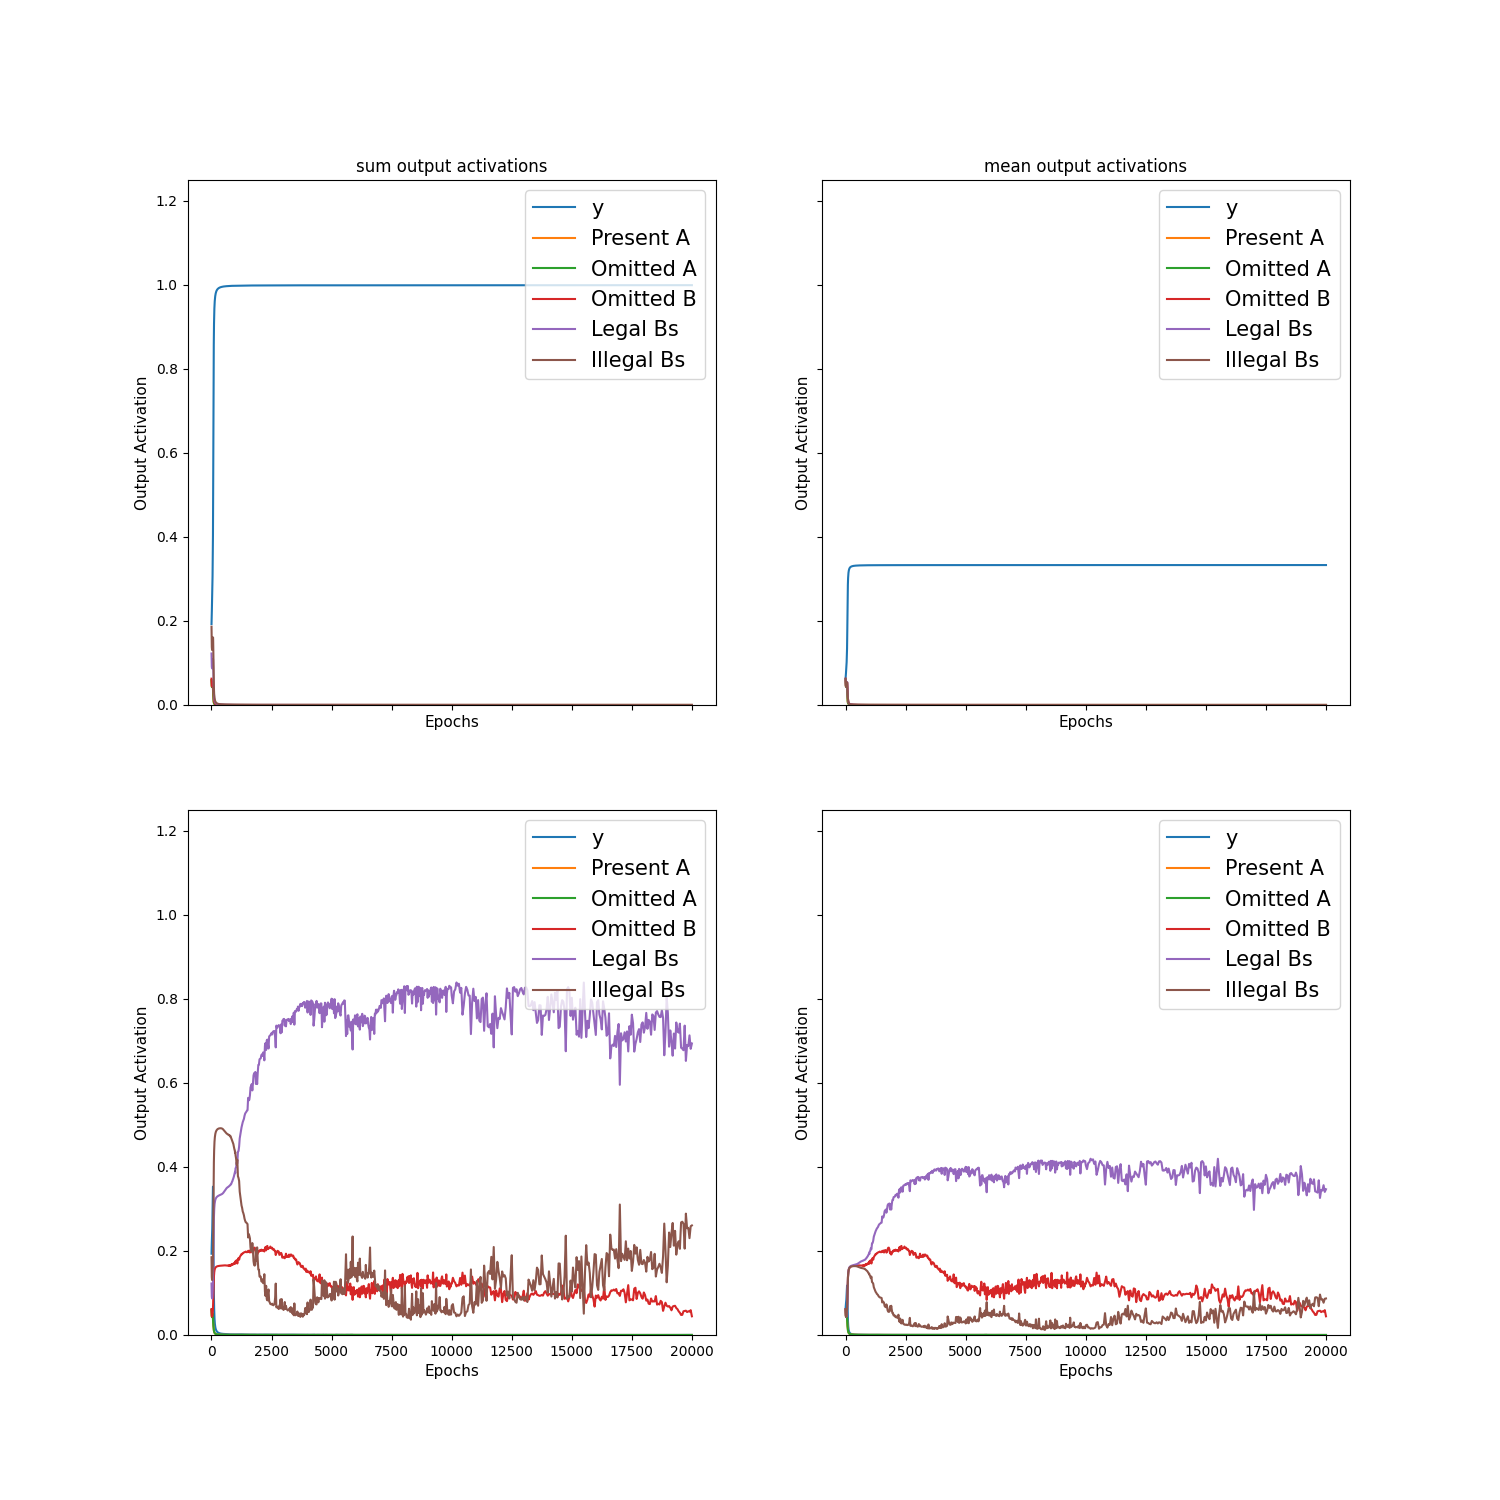 sum output activations
mean output activations
1.2
1.0
0.8
0.6
0.4
0.2
0.0
Output Activation
y
Present A
Omitted A
Omitted B
Legal Bs
Illegal Bs
Epochs
Output Activation
y
Present A
Omitted A
Omitted B
Legal Bs
Illegal Bs
Epochs
1.2
1.0
0.8
0.6
0.4
0.2
0.0
Output Activation
y
Present A
Omitted A
Omitted B
Legal Bs
Illegal Bs
0 2500 5000 7500 10000 12500 15000 17500 20000
Epochs
Output Activation
y
Present A
Omitted A
Omitted B
Legal Bs
Illegal Bs
0 2500 5000 7500 10000 12500 15000 17500 20000
Epochs